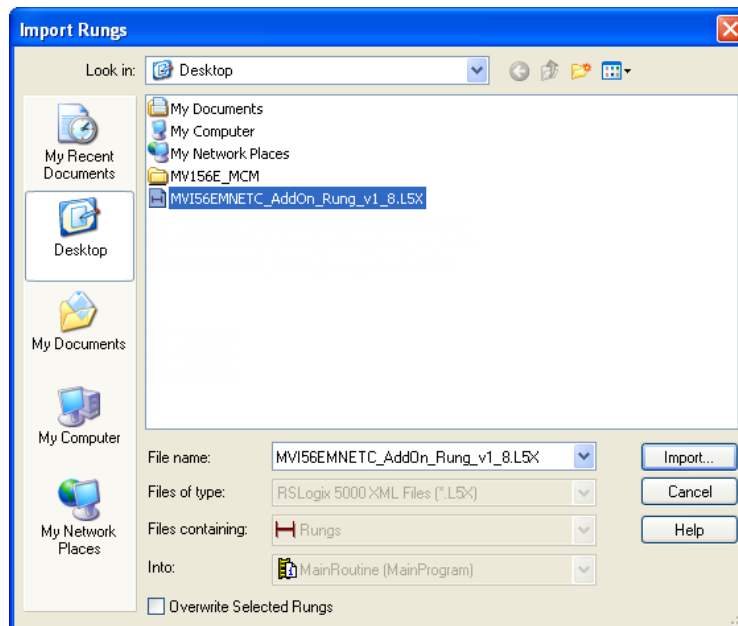 Import Rungs
Look in:
Desktop
My Recent
Documents
Desktop
My Documents
My Computer
My Network
Places
My Documents
My Computer
My Network Places
MV156E_MCM
MVI56EMNETC_AddOn_Rung_v1_8.L5X
File name:
MVI56EMNETC_AddOn_Rung_v1_8.L5X
Import...
Files of type:
RSLogix 5000 XML Files (*.L5X)
Cancel
Files containing:
Rungs
Help
Into:
MainRoutine (MainProgram)
Overwrite Selected Rungs